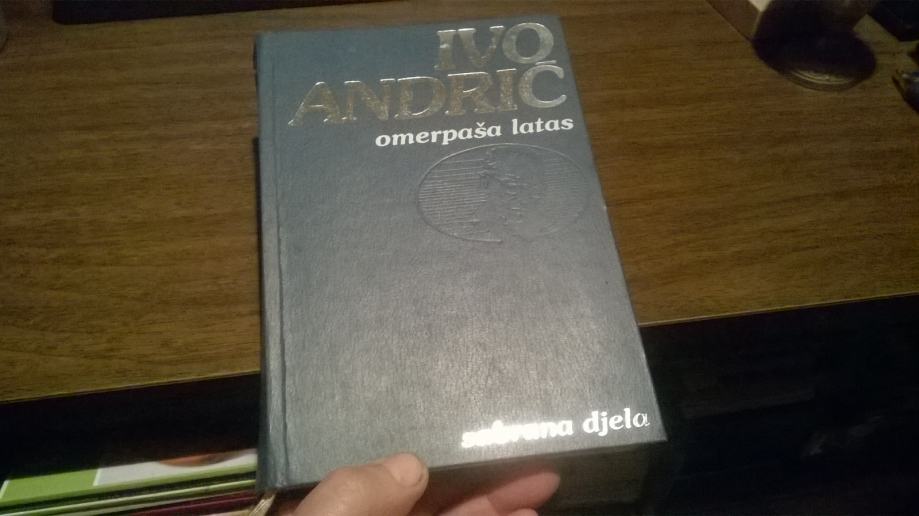 IVO
ANDRIĆ
omerpaša latas
sabrana djela